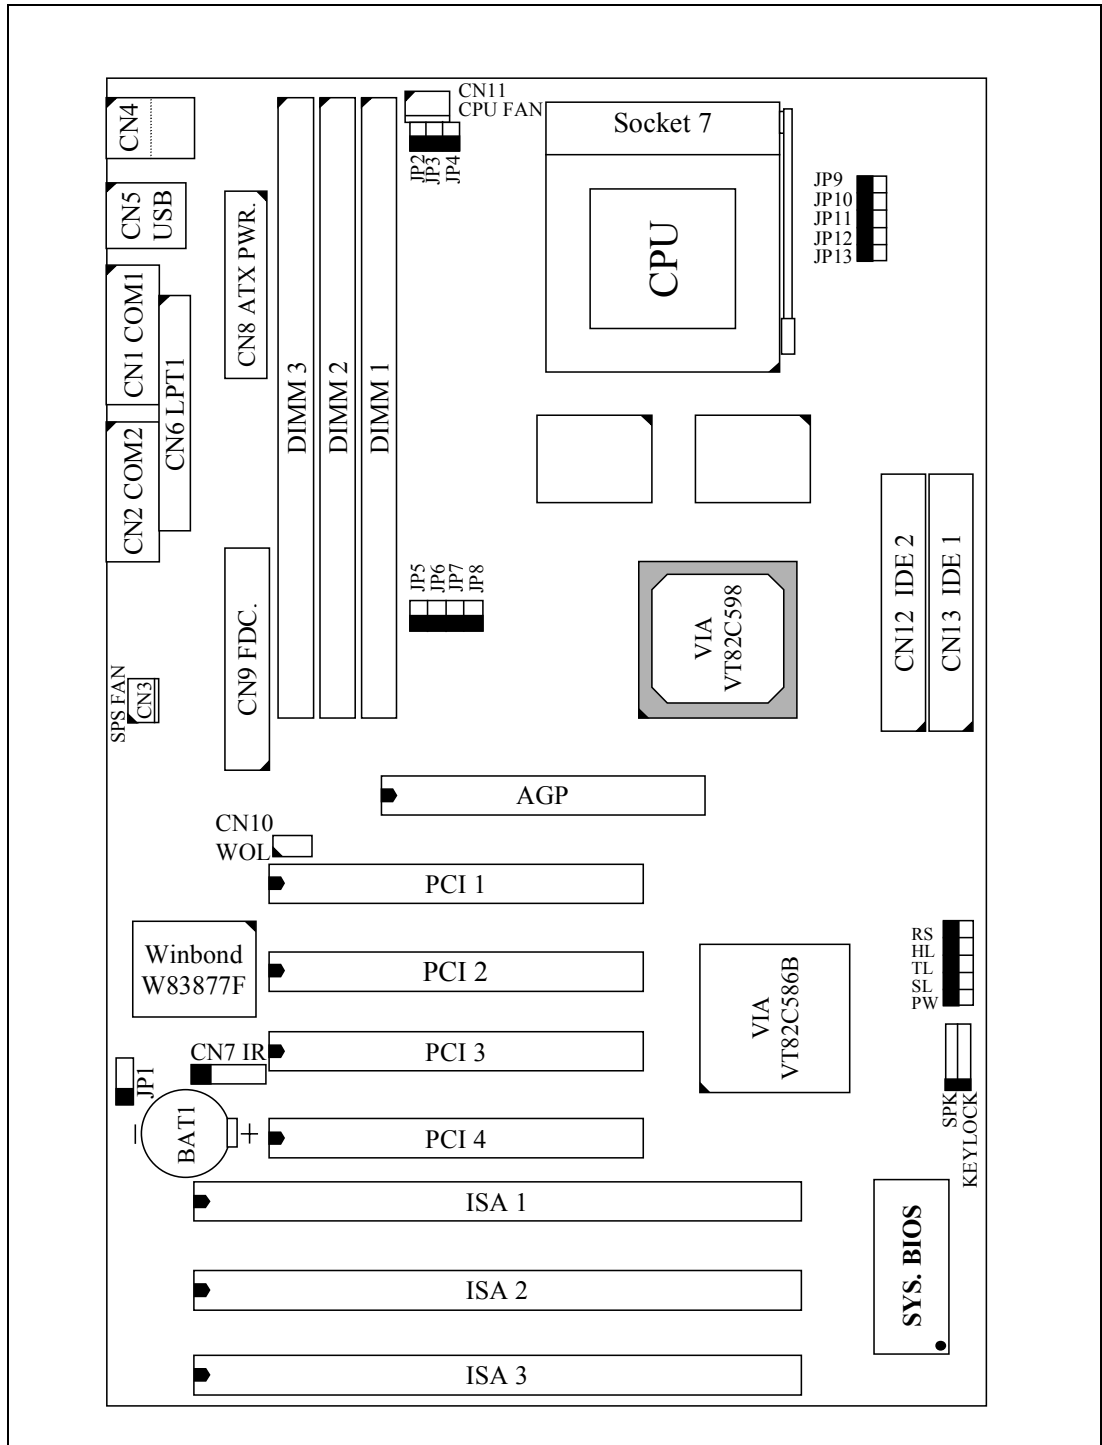 CN11
CPU FAN
Socket 7
CN4
JP2
JP3
JP4
JP9
JP10
JP11
JP12
JP13
CN5
USB
CN8 ATX PWR.
CPU
CN1 COM1
CN6 LPT1
DIMM 3
DIMM 2
DIMM 1
CN2 COM2
CN12 IDE 2
CN13 IDE 1
JP5
JP6
JP7
JP8
VIA
VT82C598
CN9 FDC.
SPS FAN
CN3
AGP
CN10
WOL
PCI 1
Winbond
W83877F
PCI 2
VIA
VT82C586B
RS
HL
TL
SL
PW
CN7 IR
PCI 3
JP1
BAT1
=
+
PCI 4
SPK
KEYLOCK
ISA 1
SYS. BIOS
ISA 2
ISA 3